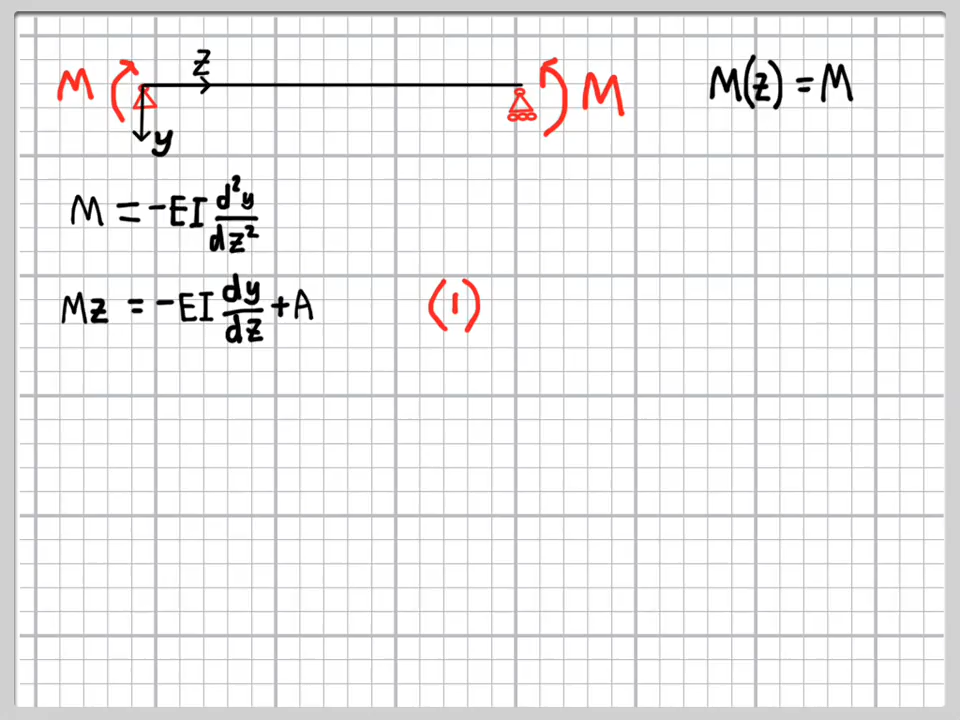 M z M M(z) = M
y
M = -EI d²y/dz²
Mz = -EI dy/dz + A (1)